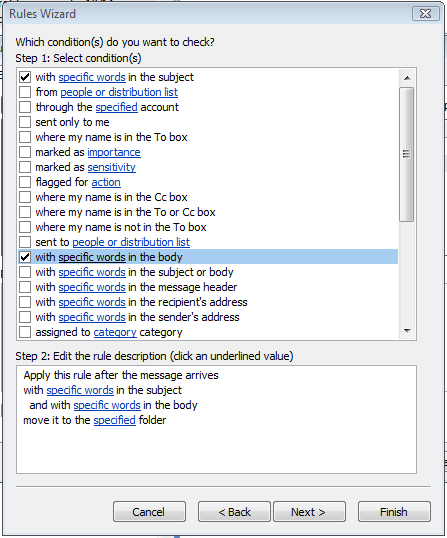 Rules Wizard
Which condition(s) do you want to check?
Step 1: Select condition(s)
with specific words in the subject
from people or distribution list
through the specified account
sent only to me
where my name is in the To box
marked as importance
marked as sensitivity
flagged for action
where my name is in the Cc box
where my name is in the To or Cc box
where my name is not in the To box
sent to people or distribution list
with specific words in the body
with specific words in the subject or body
with specific words in the message header
with specific words in the recipient's address
with specific words in the sender's address
assigned to category category
Step 2: Edit the rule description (click an underlined value)
Apply this rule after the message arrives
with specific words in the subject
and with specific words in the body
move it to the specified folder
Cancel
< Back
Next >
Finish